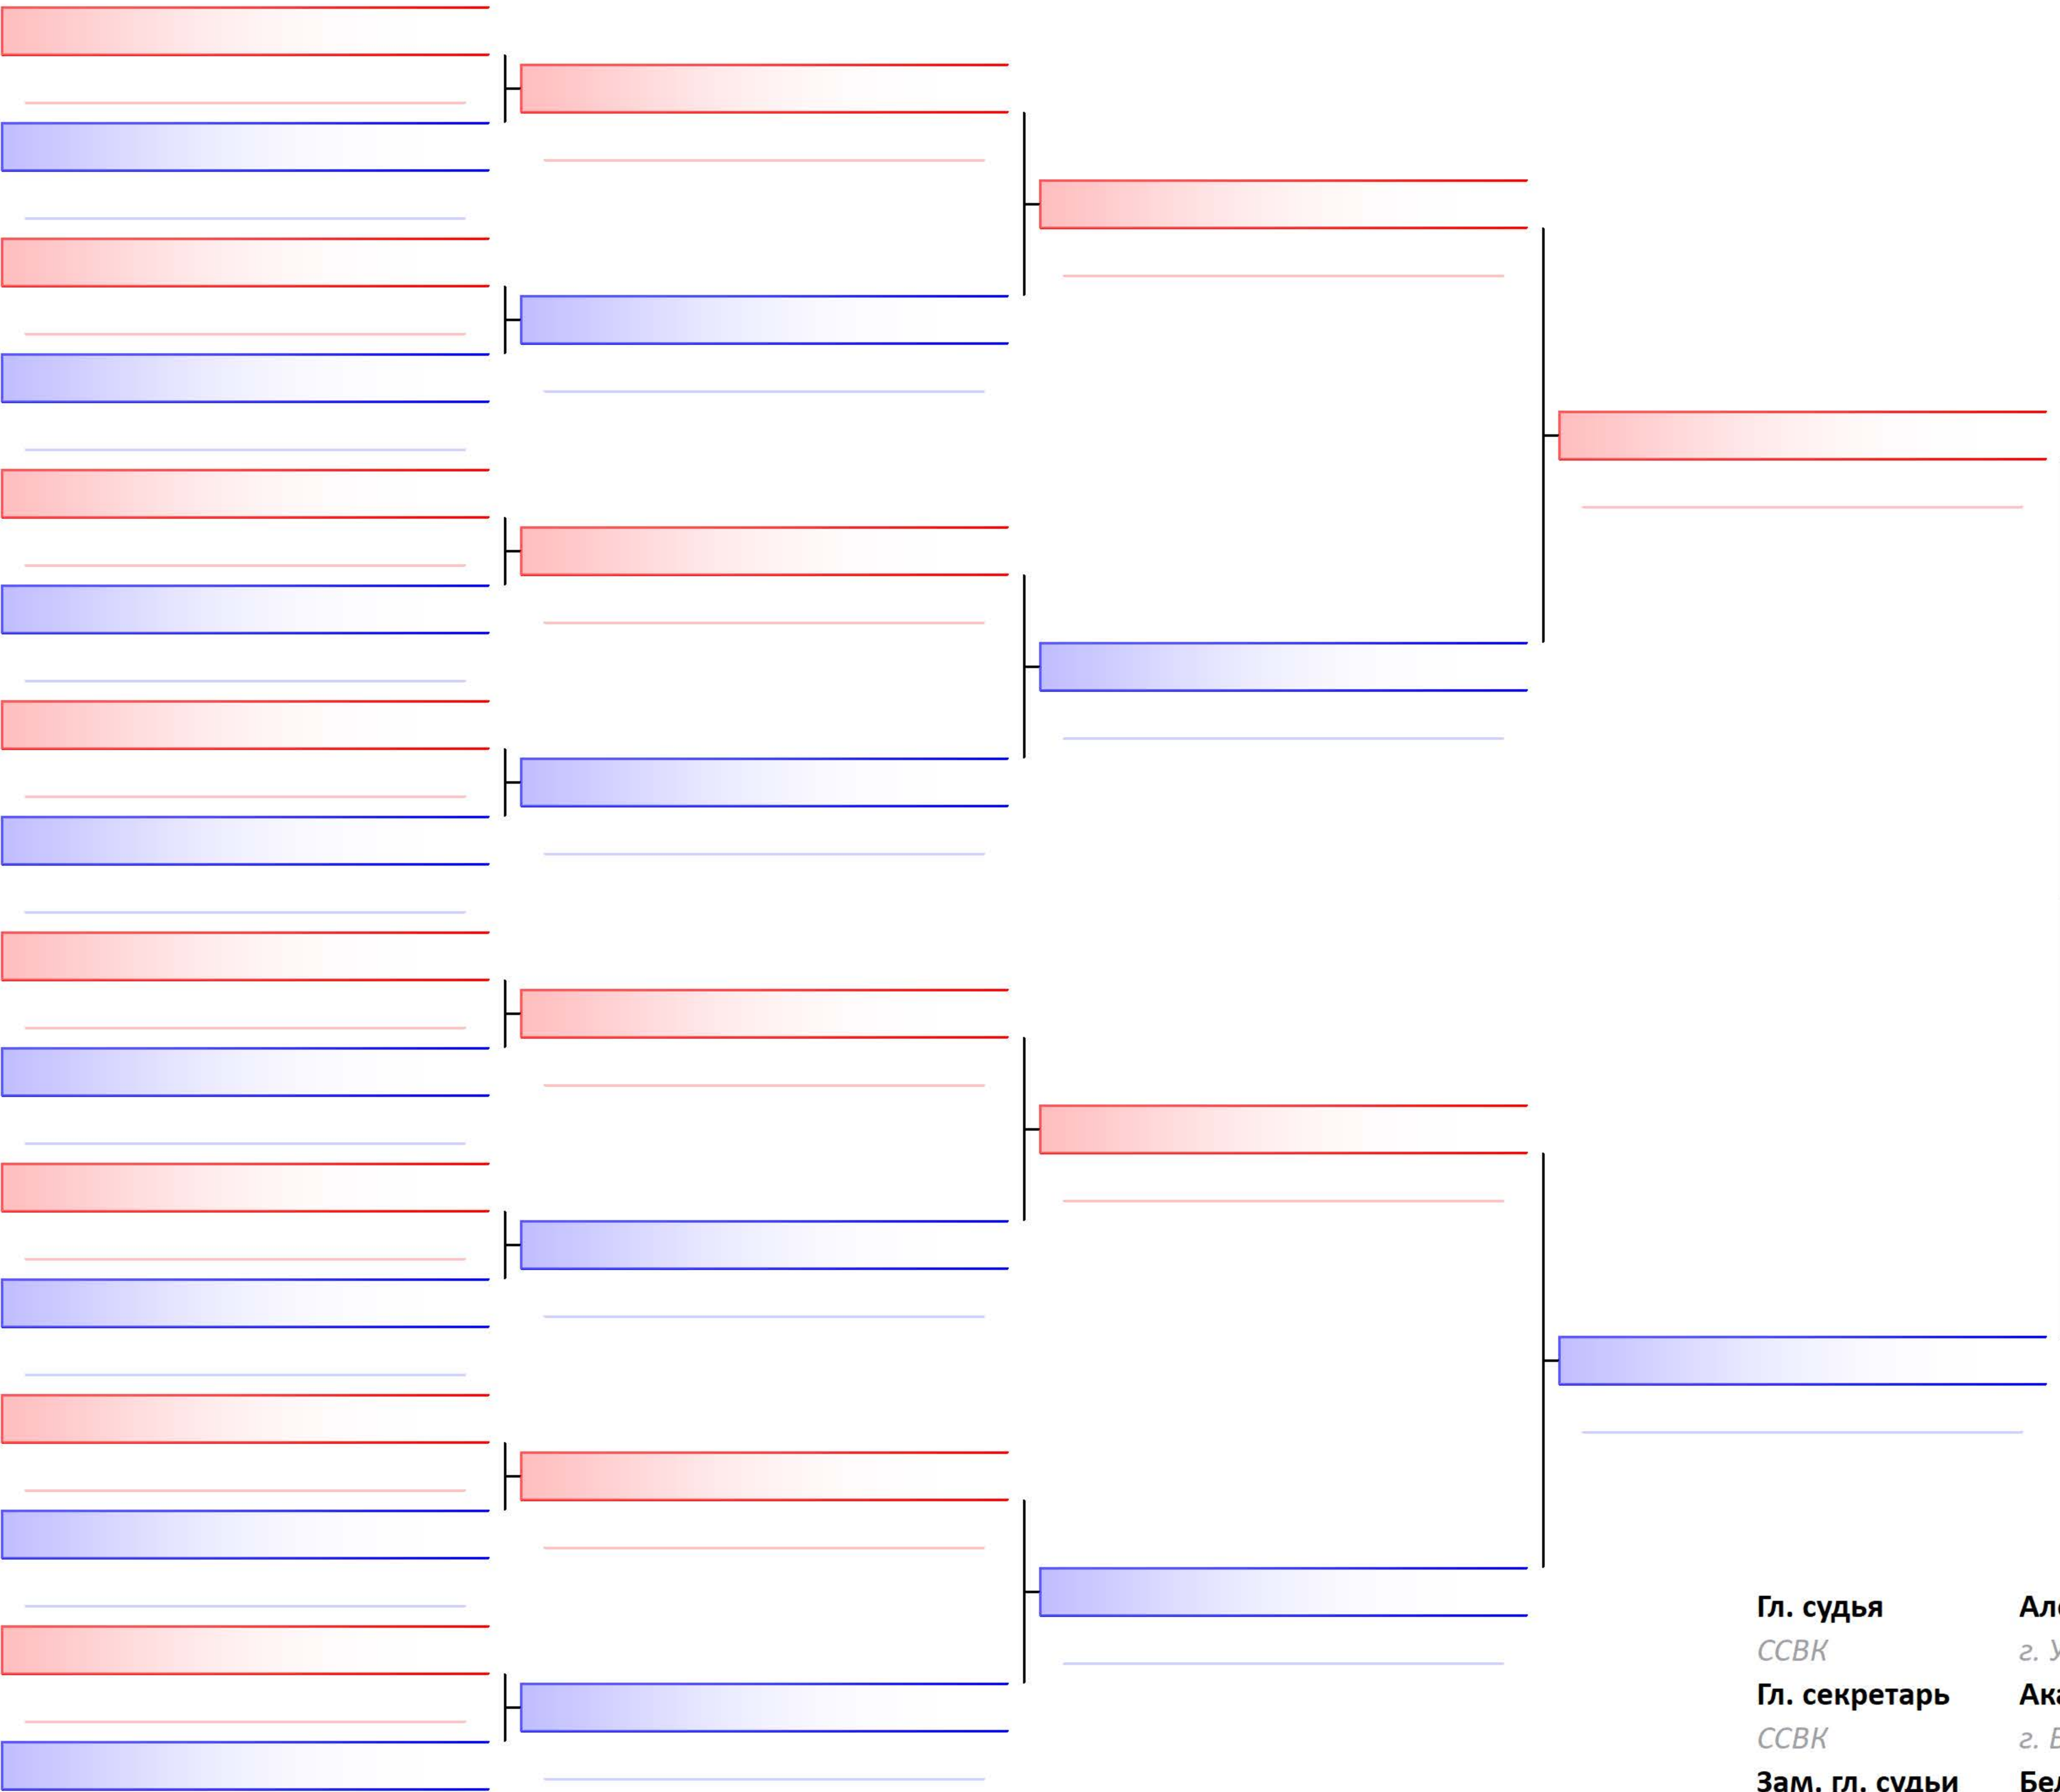 Гл. судья
ССВК г. 
Гл. секретарь
ССВК г. 
Зам. гл. судьи